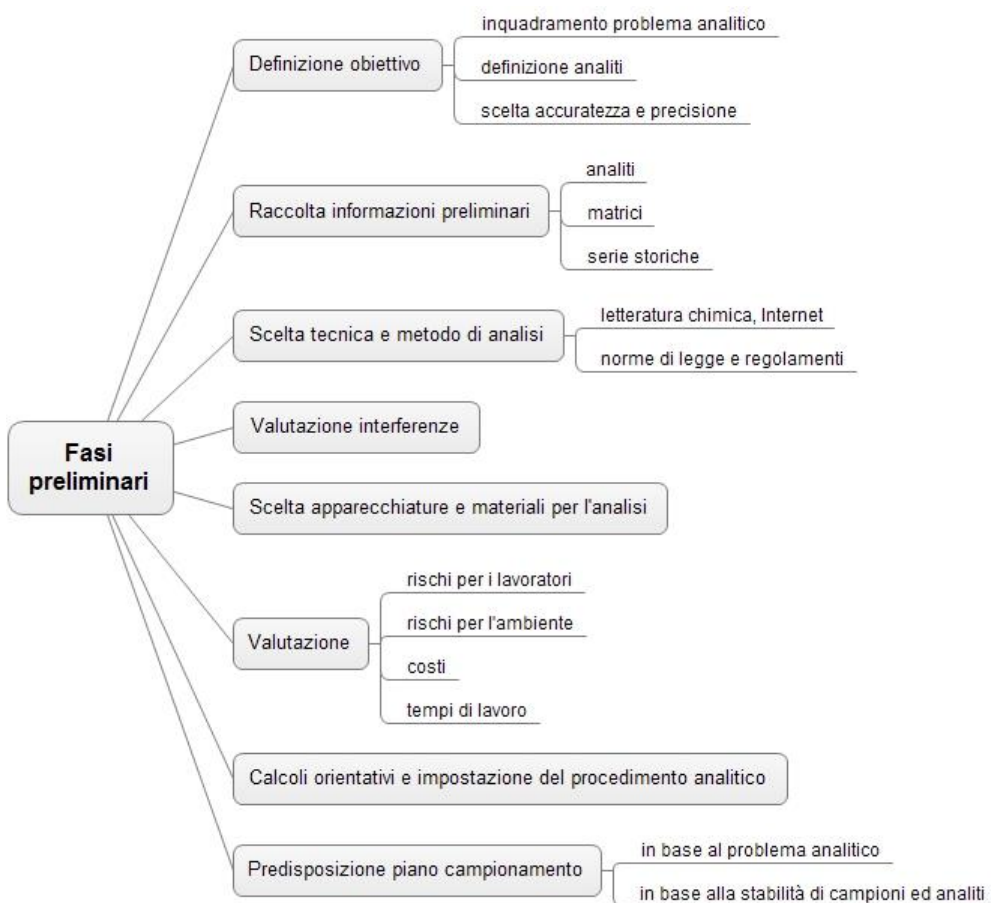 Fasi
preliminari
Definizione obiettivo
inquadramento problema analitico
definizione analiti
scelta accuratezza e precisione
Raccolta informazioni preliminari
analiti
matrici
serie storiche
Scelta tecnica e metodo di analisi
letteratura chimica, Internet
norme di legge e regolamenti
Valutazione interferenze
Scelta apparecchiature e materiali per l'analisi
Valutazione
rischi per i lavoratori
rischi per l'ambiente
costi
tempi di lavoro
Calcoli orientativi e impostazione del procedimento analitico
Predisposizione piano campionamento
in base al problema analitico
in base alla stabilità di campioni ed analiti